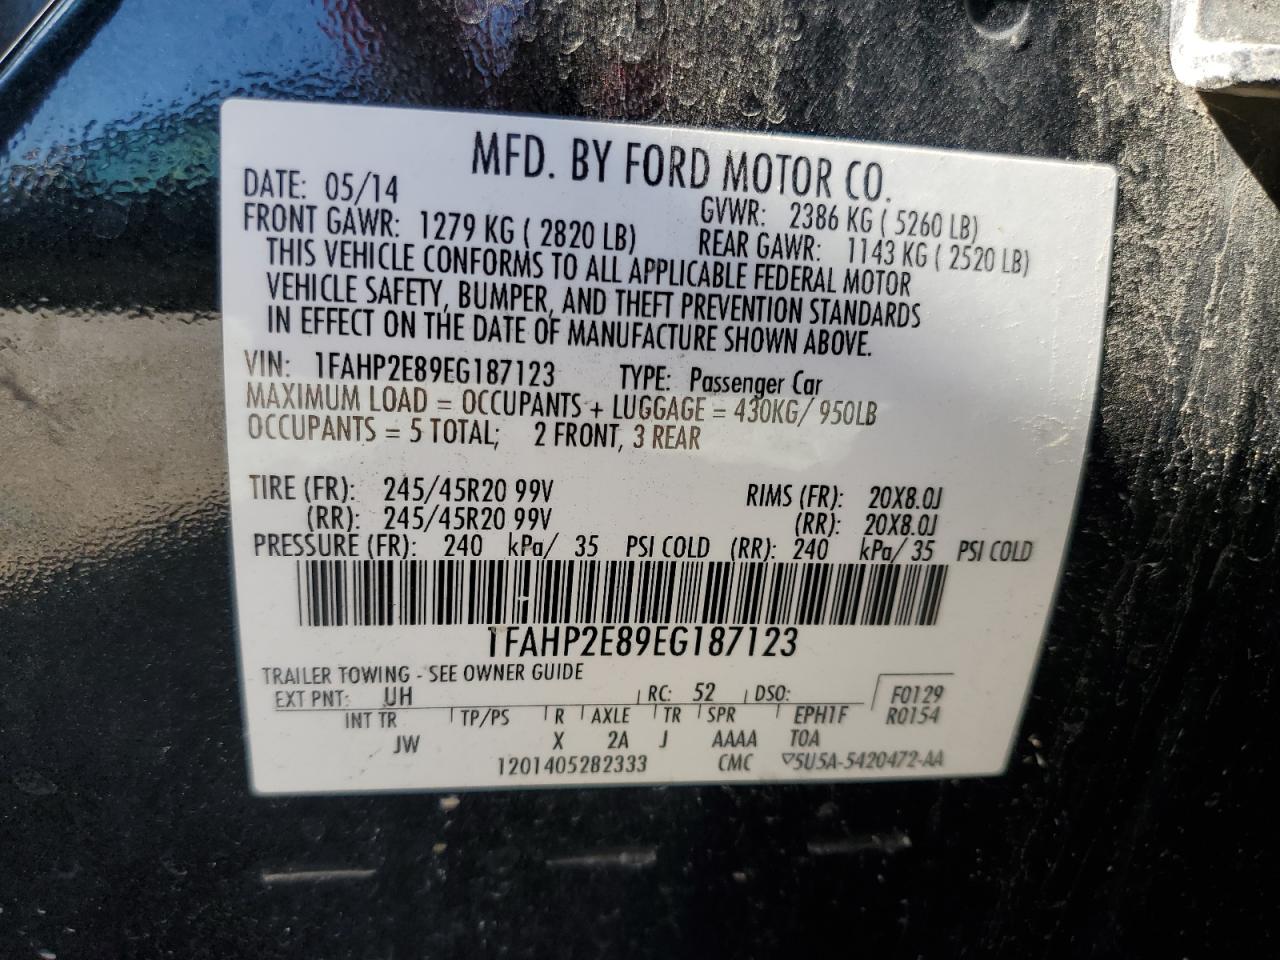 MFD. BY FORD MOTOR CO.
DATE: 05/14 GVWR: 2386 KG ( 5260 LB)
FRONT GAWR: 1279 KG ( 2820 LB) REAR GAWR: 1143 KG ( 2520 LB)
THIS VEHICLE CONFORMS TO ALL APPLICABLE FEDERAL MOTOR
VEHICLE SAFETY, BUMPER, AND THEFT PREVENTION STANDARDS
IN EFFECT ON THE DATE OF MANUFACTURE SHOWN ABOVE.
VIN: 1FAHP2E89EG187123 TYPE: Passenger Car
MAXIMUM LOAD = OCCUPANTS + LUGGAGE = 430KG/ 950LB
OCCUPANTS = 5 TOTAL; 2 FRONT, 3 REAR
TIRE (FR): 245/45R20 99V RIMS (FR): 20X8.0J
(RR): 245/45R20 99V (RR): 20X8.0J
PRESSURE (FR): 240 kPa/ 35 PSI COLD (RR): 240 kPa/ 35 PSI COLD
1FAHP2E89EG187123
TRAILER TOWING - SEE OWNER GUIDE
EXT PNT: UH RC: 52 DSO: F0129
INT TR TP/PS R AXLE TR SPR EPH1F R0154
JW X 2A J AAAA TOA
1201405282333 CMC ▽5U5A-5420472-AA